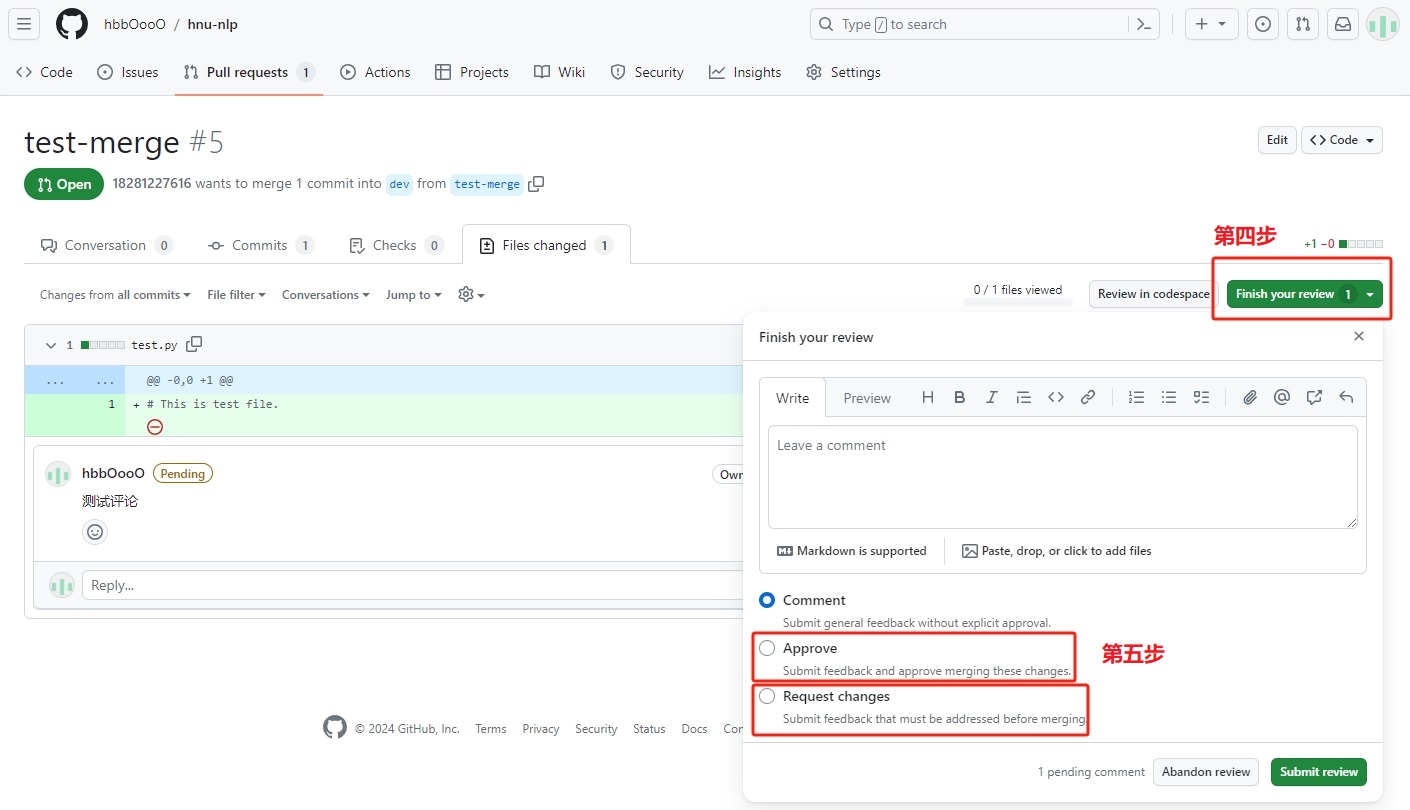 hbbOooO / hnu-nlp
Type / to search
Code Issues Pull requests 1 Actions Projects Wiki Security Insights Settings
test-merge #5
Edit <> Code
Open 18281227616 wants to merge 1 commit into dev from test-merge
Conversation 0 Commits 1 Checks 0 Files changed 1
第四步
+1 −0
Changes from all commits File filter Conversations Jump to
0 / 1 files viewed Review in codespace Finish your review 1
1 test.py
... ... @@ -0,0 +1 @@
1 + # This is test file.
hbbOooO Pending Own
测试评论
Reply...
Finish your review
Write Preview
Leave a comment
Markdown is supported Paste, drop, or click to add files
Comment
Submit general feedback without explicit approval.
Approve
Submit feedback and approve merging these changes.
第五步
Request changes
Submit feedback that must be addressed before merging.
1 pending comment Abandon review Submit review
© 2024 GitHub, Inc. Terms Privacy Security Status Docs Con